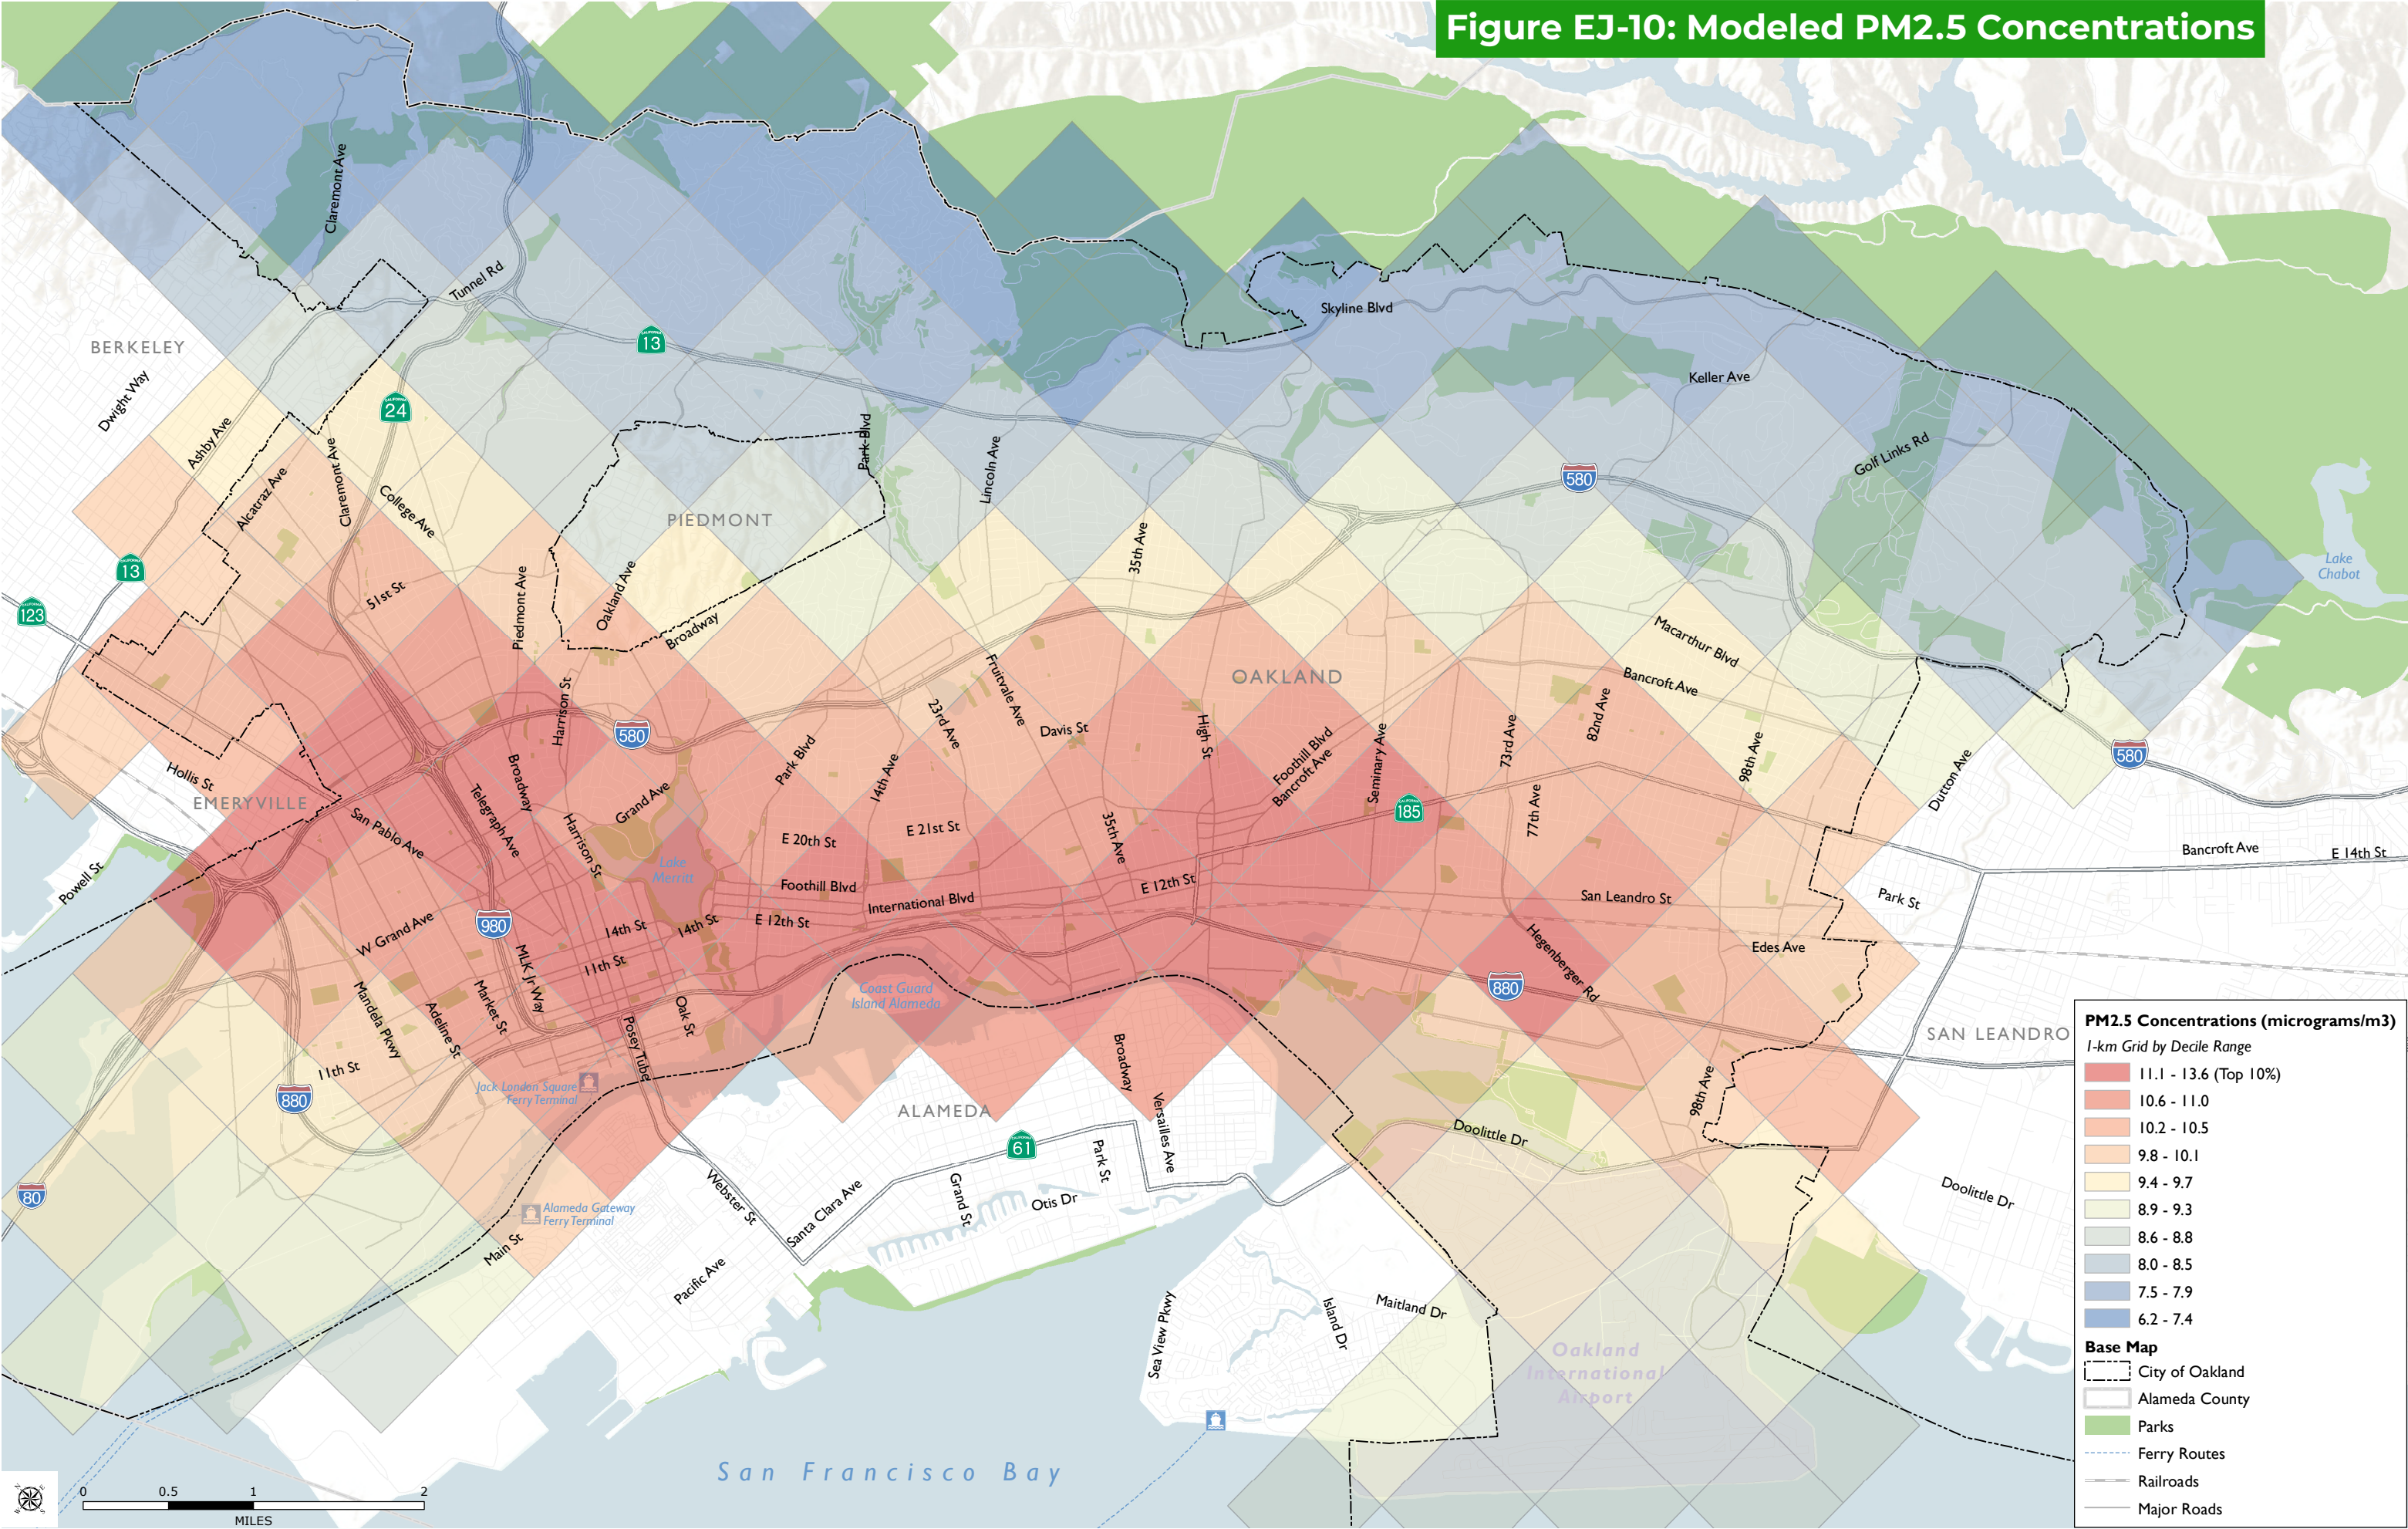 Figure EJ-10: Modeled PM2.5 Concentrations
Claremont Ave
Tunnel Rd
Skyline Blvd
13
BERKELEY
Dwight Way
24
Keller Ave
Ashby Ave
Alcatraz Ave
Claremont Ave
College Ave
Park Blvd
Lincoln Ave
580
Golf Links Rd
PIEDMONT
35th Ave
Lake
Chabot
13
123
51st St
Piedmont Ave
Oakland Ave
Broadway
Macarthur Blvd
OAKLAND
Bancroft Ave
Fruitvale Ave
Harrison St
580
23rd Ave
Davis St
High St
Foothill Blvd
Bancroft Ave
Seminary Ave
73rd Ave
82nd Ave
98th Ave
580
Hollis St
EMERYVILLE
Broadway
Park Blvd
14th Ave
Dutton Ave
San Pablo Ave
Telegraph Ave
Grand Ave
Harrison St
E 20th St
E 21st St
35th Ave
185
77th Ave
Bancroft Ave
E 14th St
Powell St
Lake
Merritt
Foothill Blvd
International Blvd
E 12th St
San Leandro St
Park St
W Grand Ave
980
14th St
14th St
E 12th St
Edes Ave
MLK Jr Way
11th St
Hegenberger Rd
880
Coast Guard
Island Alameda
Mandela Pkwy
Adeline St
Market St
Oak St
Posey Tube
Broadway
SAN LEANDRO
11th St
880
Jack London Square
Ferry Terminal
ALAMEDA
Versailles Ave
98th Ave
61
Park St
Doolittle Dr
80
Webster St
Santa Clara Ave
Grand St
Otis Dr
Doolittle Dr
Alameda Gateway
Ferry Terminal
Main St
Pacific Ave
Sea View Pkwy
Island Dr
Maitland Dr
Oakland
International
Airport
San Francisco Bay
0 0.5 1 2
MILES
PM2.5 Concentrations (micrograms/m3)
1-km Grid by Decile Range
11.1 - 13.6 (Top 10%)
10.6 - 11.0
10.2 - 10.5
9.8 - 10.1
9.4 - 9.7
8.9 - 9.3
8.6 - 8.8
8.0 - 8.5
7.5 - 7.9
6.2 - 7.4
Base Map
City of Oakland
Alameda County
Parks
Ferry Routes
Railroads
Major Roads